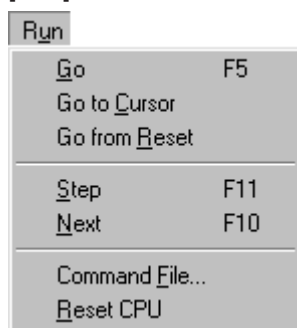 Run
Go F5
Go to Cursor
Go from Reset
Step F11
Next F10
Command File...
Reset CPU